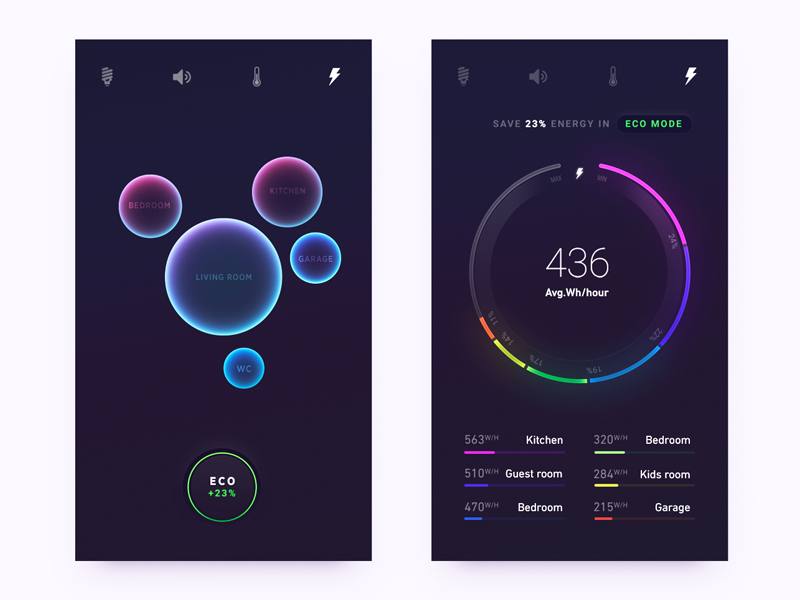 KITCHEN
BEDROOM
GARAGE
LIVING ROOM
WC
ECO
+23%
SAVE 23% ENERGY IN ECO MODE
MAX
MIN
24%
436
Avg.Wh/hour
11%
14%
22%
17%
19%
563W/H Kitchen
320W/H Bedroom
510W/H Guest room
284W/H Kids room
470W/H Bedroom
215W/H Garage